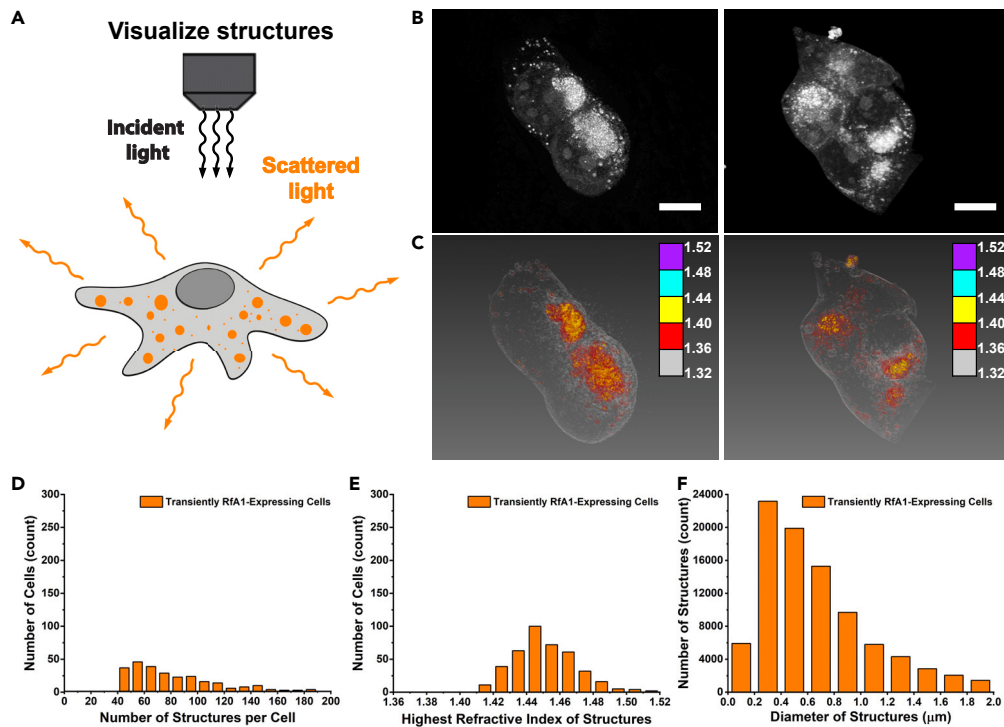 A
Visualize structures
Incident
light
Scattered
light
B
C
1.52
1.48
1.44
1.40
1.36
1.32
1.52
1.48
1.44
1.40
1.36
1.32
D
Number of Cells (count)
300
250
200
150
100
50
0
Transiently RfA1-Expressing Cells
0 20 40 60 80 100 120 140 160 180 200
Number of Structures per Cell
E
Number of Cells (count)
300
250
200
150
100
50
0
Transiently RfA1-Expressing Cells
1.36 1.38 1.40 1.42 1.44 1.46 1.48 1.50 1.52
Highest Refractive Index of Structures
F
Number of Structures (count)
24000
20000
16000
12000
8000
4000
0
Transiently RfA1-Expressing Cells
0.0 0.2 0.4 0.6 0.8 1.0 1.2 1.4 1.6 1.8 2.0
Diameter of Structures (μm)